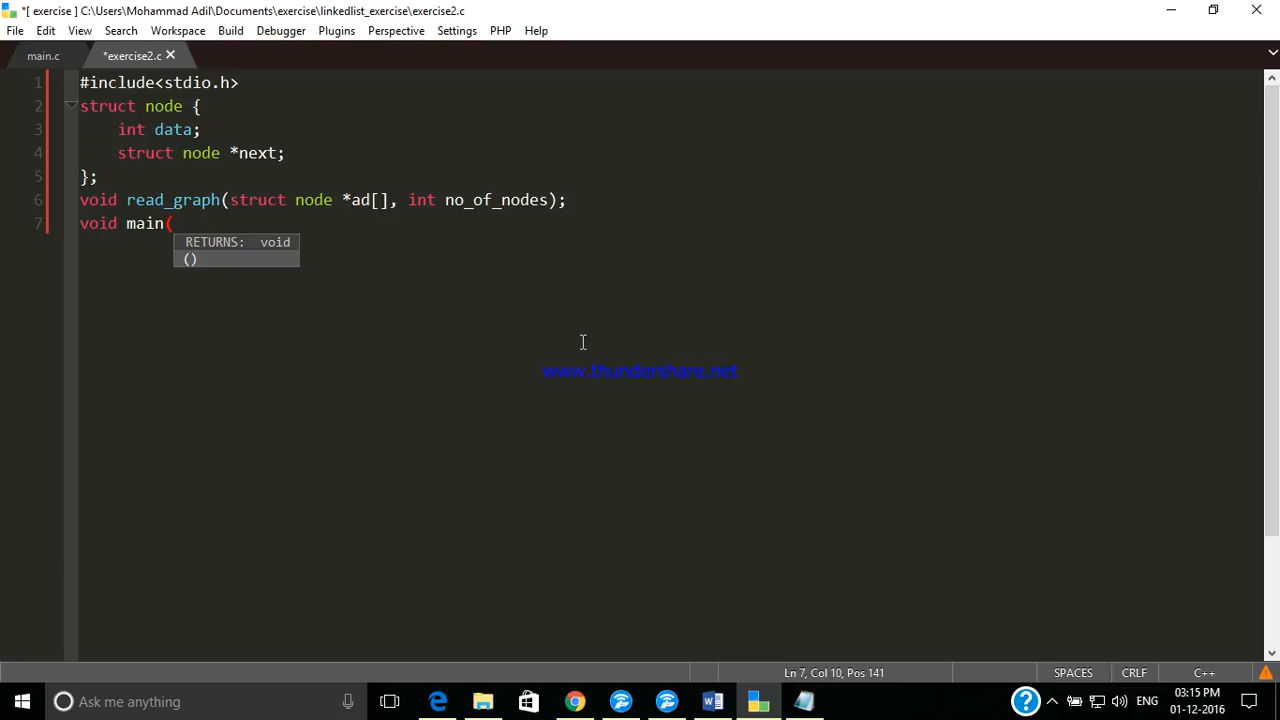 *[ exercise ] C:\Users\Mohammad Adil\Documents\exercise\linkedlist_exercise\exercise2.c
File Edit View Search Workspace Build Debugger Plugins Perspective Settings PHP Help
main.c *exercise2.c
1 #include<stdio.h>
2 struct node {
3 int data;
4 struct node *next;
5 };
6 void read_graph(struct node *ad[], int no_of_nodes);
7 void main(
RETURNS: void
()
www.thundershare.net
Ln 7, Col 10, Pos 141 SPACES CRLF C++
Ask me anything ENG 03:15 PM
01-12-2016